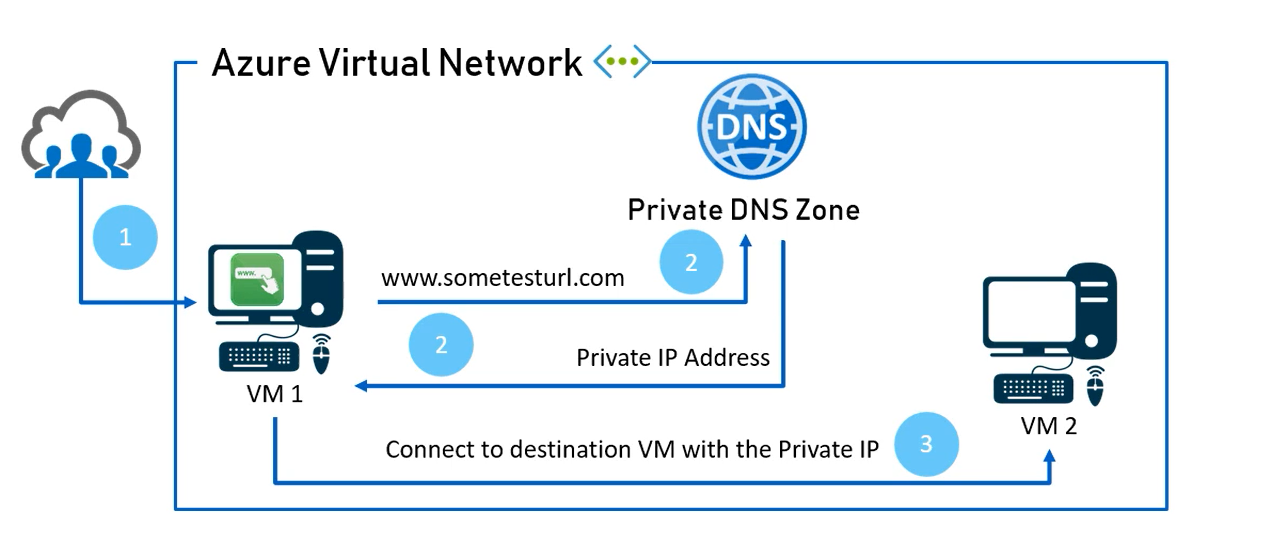 Azure Virtual Network
DNS
Private DNS Zone
1
www.
www.sometesturl.com
2
2
Private IP Address
VM 1
VM 2
Connect to destination VM with the Private IP
3